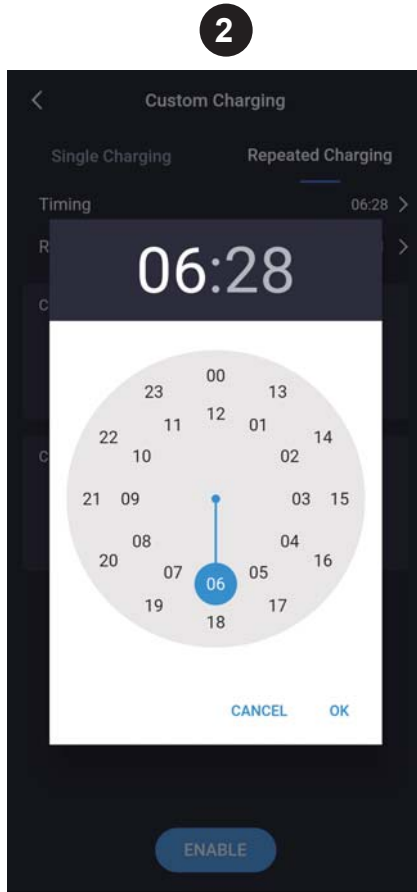 2
Custom Charging
Single Charging Repeated Charging
Timing 06:28
R
06:28
C
C
00
23 13
12
11 01
22 14
10 02
21 09 03 15
08 04
20 16
07 05
06
19 17
18
CANCEL OK
ENABLE